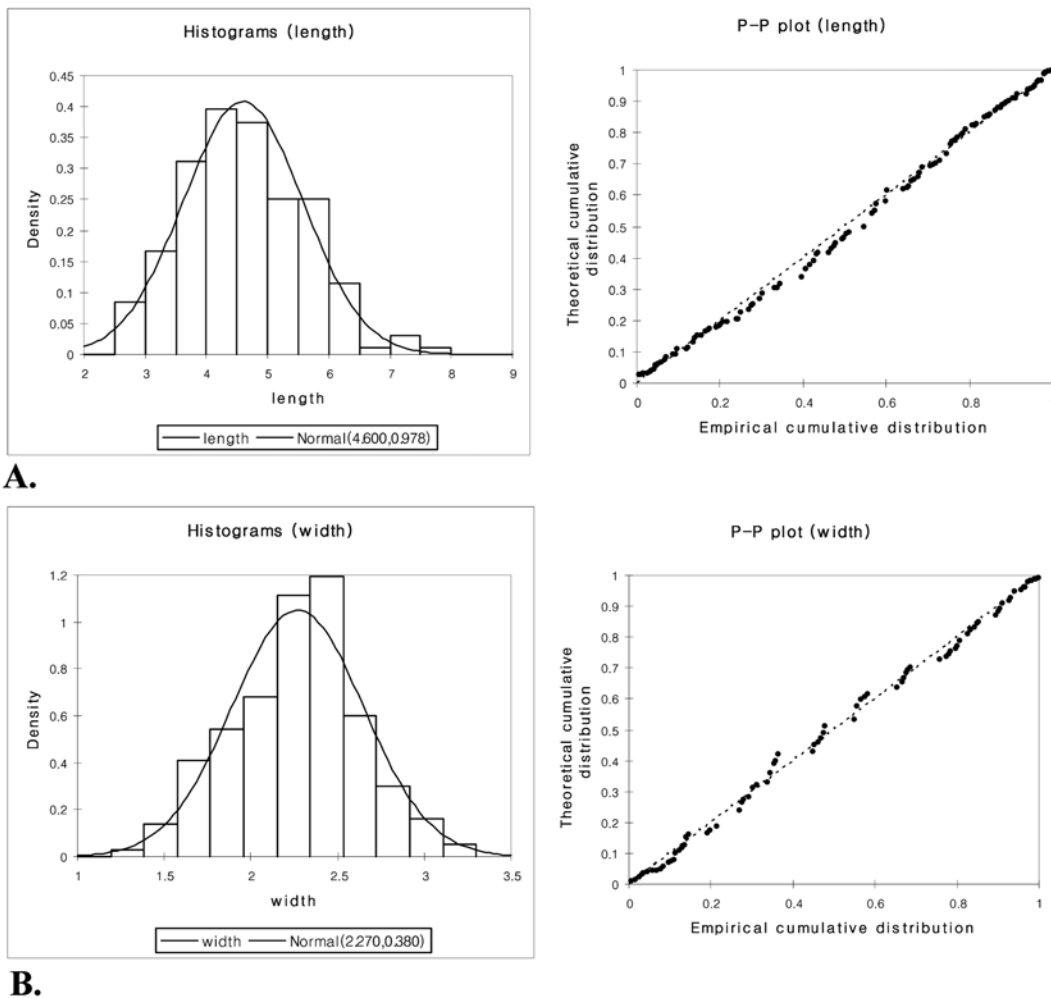 Histograms (length)
0.45
0.4
0.35
0.3
0.25
0.2
0.15
0.1
0.05
0
Density
2 3 4 5 6 7 8 9
length
length Normal(4.600,0.978)
P-P plot (length)
1
0.9
0.8
0.7
0.6
0.5
0.4
0.3
0.2
0.1
0
Theoretical cumulative
distribution
0 0.2 0.4 0.6 0.8
Empirical cumulative distribution
A.
Histograms (width)
1.2
1
0.8
0.6
0.4
0.2
0
Density
1 1.5 2 2.5 3 3.5
width
width Normal(2.270,0.380)
P-P plot (width)
1
0.9
0.8
0.7
0.6
0.5
0.4
0.3
0.2
0.1
0
Theoretical cumulative
distribution
0 0.2 0.4 0.6 0.8 1
Empirical cumulative distribution
B.